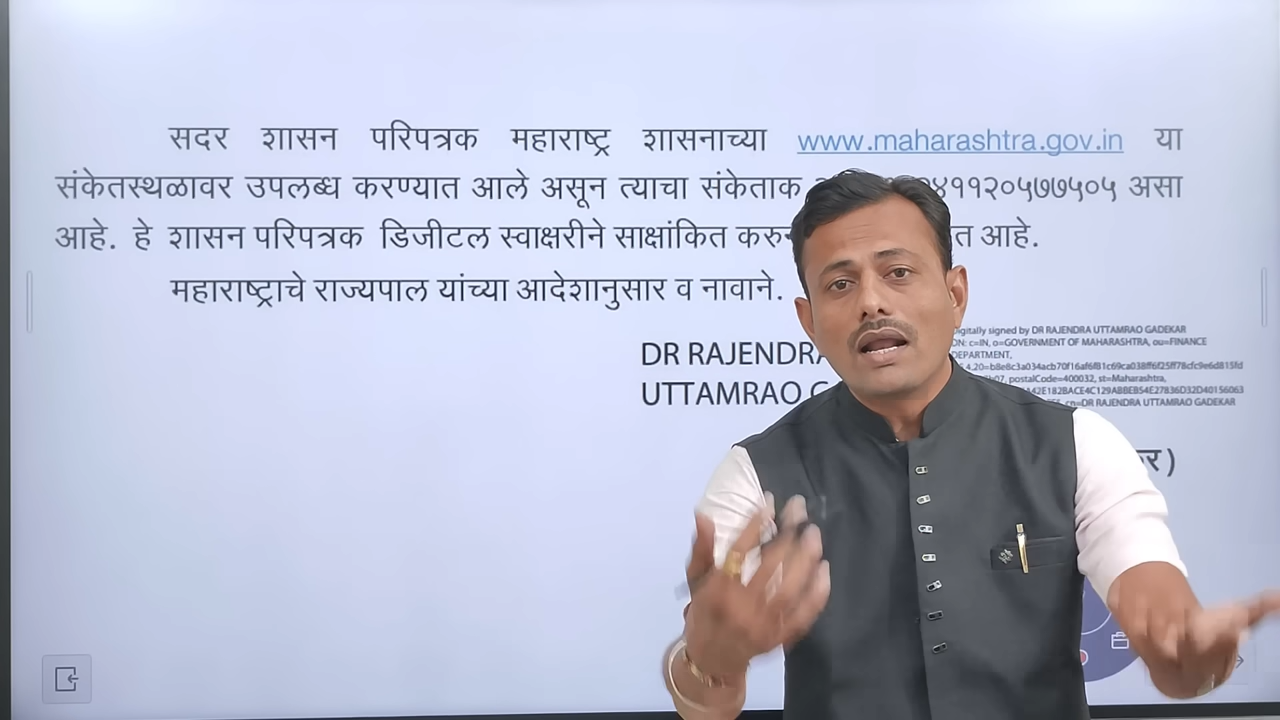 सदर शासन परिपत्रक महाराष्ट्र शासनाच्या www.maharashtra.gov.in या
संकेतस्थळावर उपलब्ध करण्यात आले असून त्याचा संकेताक ४११२०५७७५०५ असा
आहे. हे शासन परिपत्रक डिजीटल स्वाक्षरीने साक्षांकित करुन आहे.
महाराष्ट्राचे राज्यपाल यांच्या आदेशानुसार व नावाने.
DR RAJENDRA
UTTAMRAO
Digitally signed by DR RAJENDRA UTTAMRAO GADEKAR
DN: c=IN, o=GOVERNMENT OF MAHARASHTRA, ou=FINANCE
DEPARTMENT,
postalCode=400032, st=Maharashtra,
cn=DR RAJENDRA UTTAMRAO GADEKAR